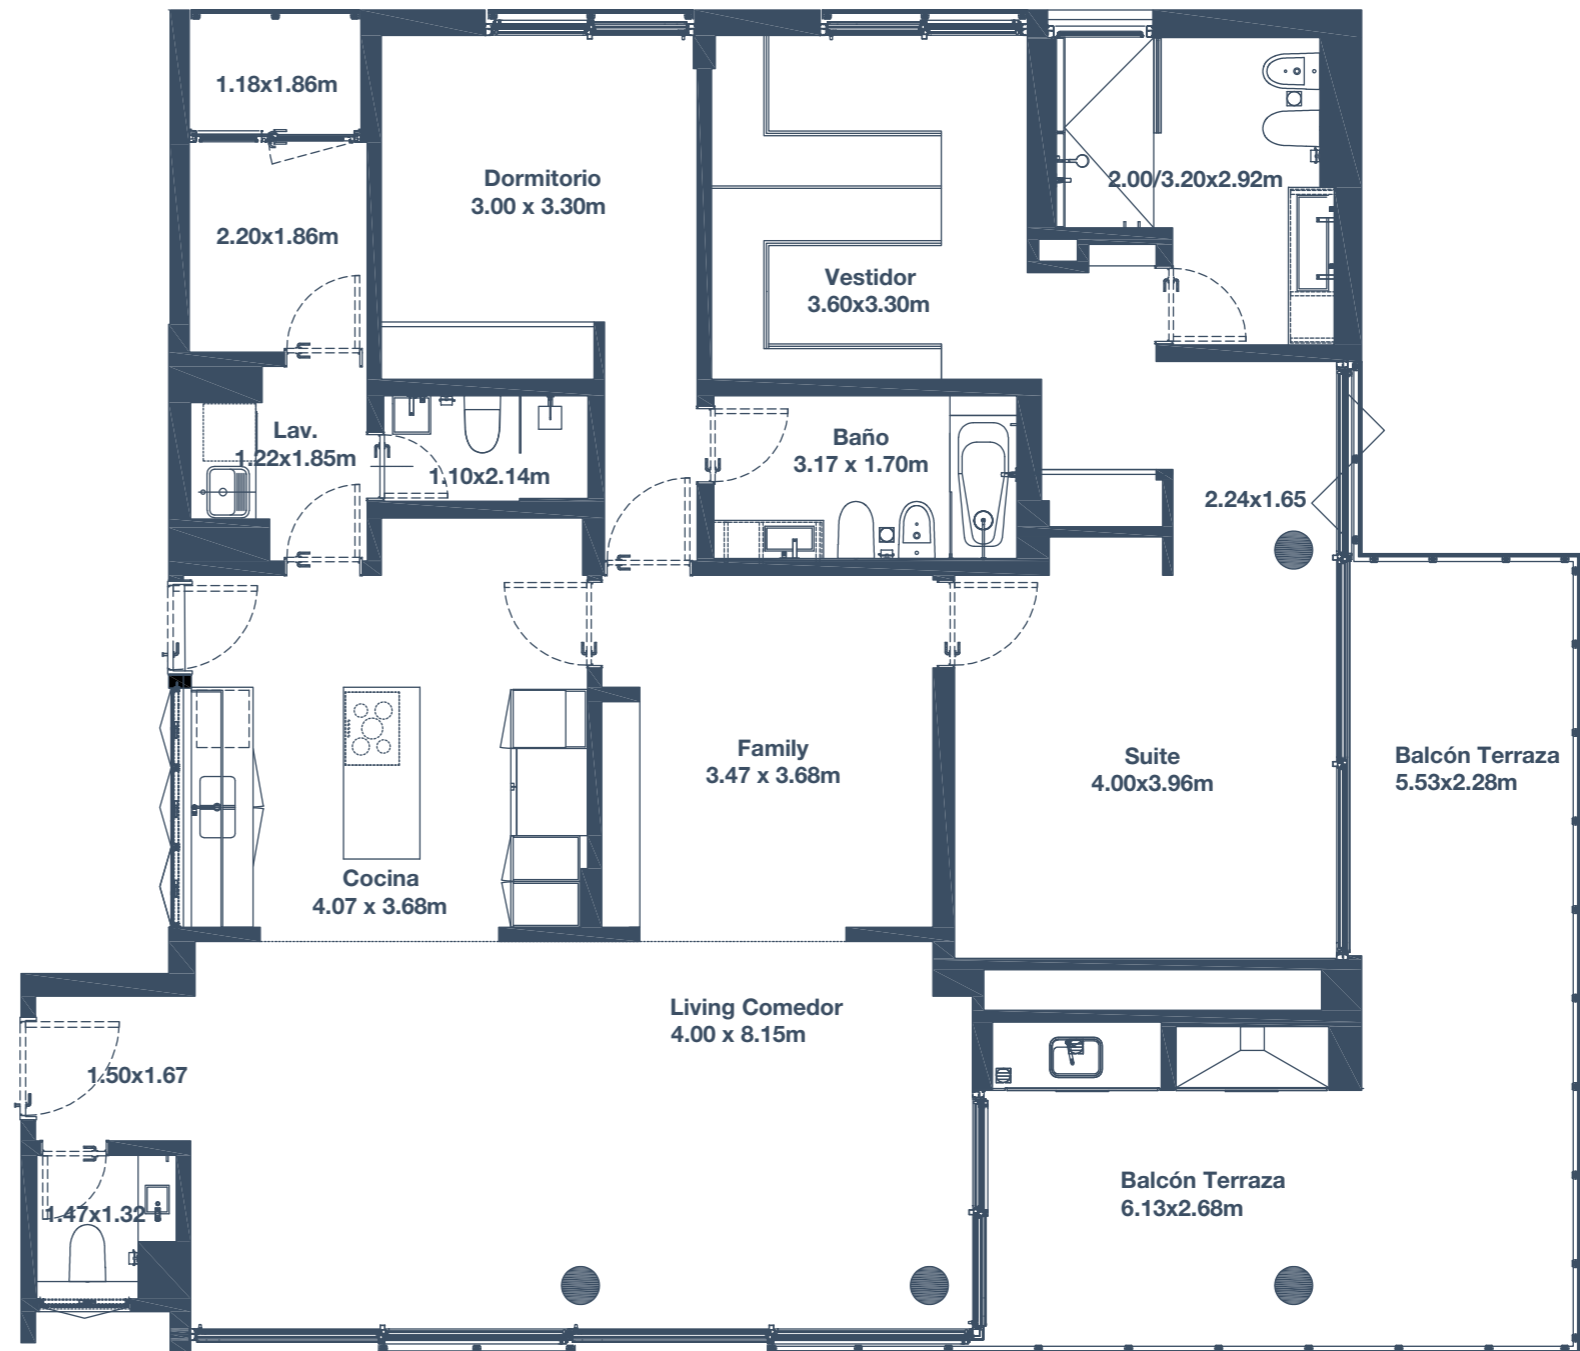 1.18x1.86m
Dormitorio
3.00 x 3.30m
2.00/3.20x2.92m
2.20x1.86m
Vestidor
3.60x3.30m
Lav.
1.22x1.85m
1.10x2.14m
Baño
3.17 x 1.70m
2.24x1.65
Family
3.47 x 3.68m
Suite
4.00x3.96m
Balcón Terraza
5.53x2.28m
Cocina
4.07 x 3.68m
Living Comedor
4.00 x 8.15m
1.50x1.67
Balcón Terraza
6.13x2.68m
1.47x1.32